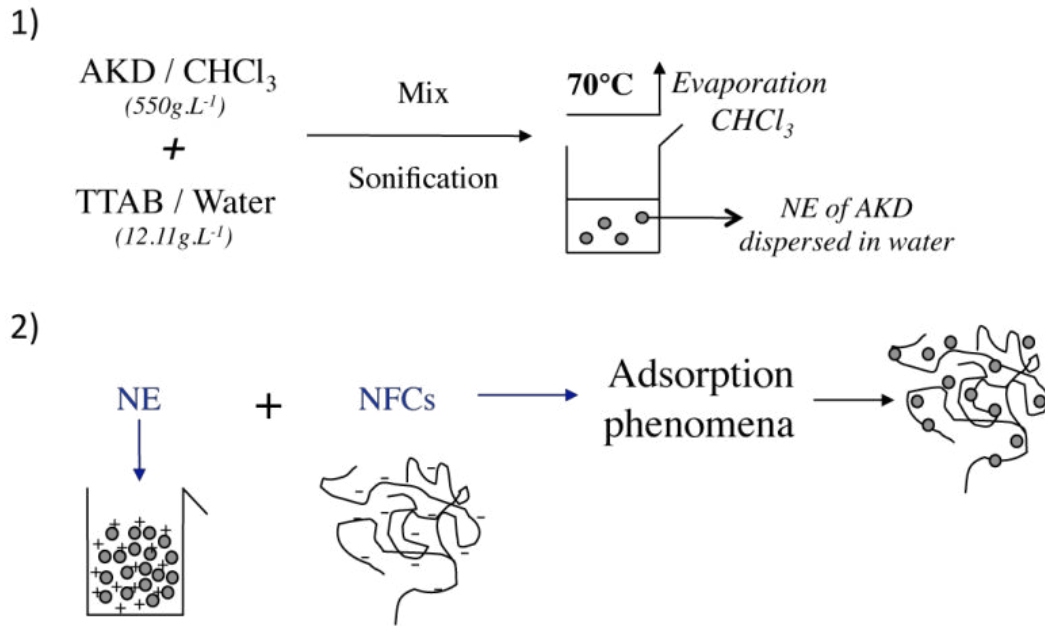 1)
AKD / CHCl₃
(550g.L⁻¹)
+
TTAB / Water
(12.11g.L⁻¹)
Mix
Sonification
70°C
Evaporation
CHCl₃
NE of AKD
dispersed in water
2)
NE
+
NFCs
Adsorption
phenomena